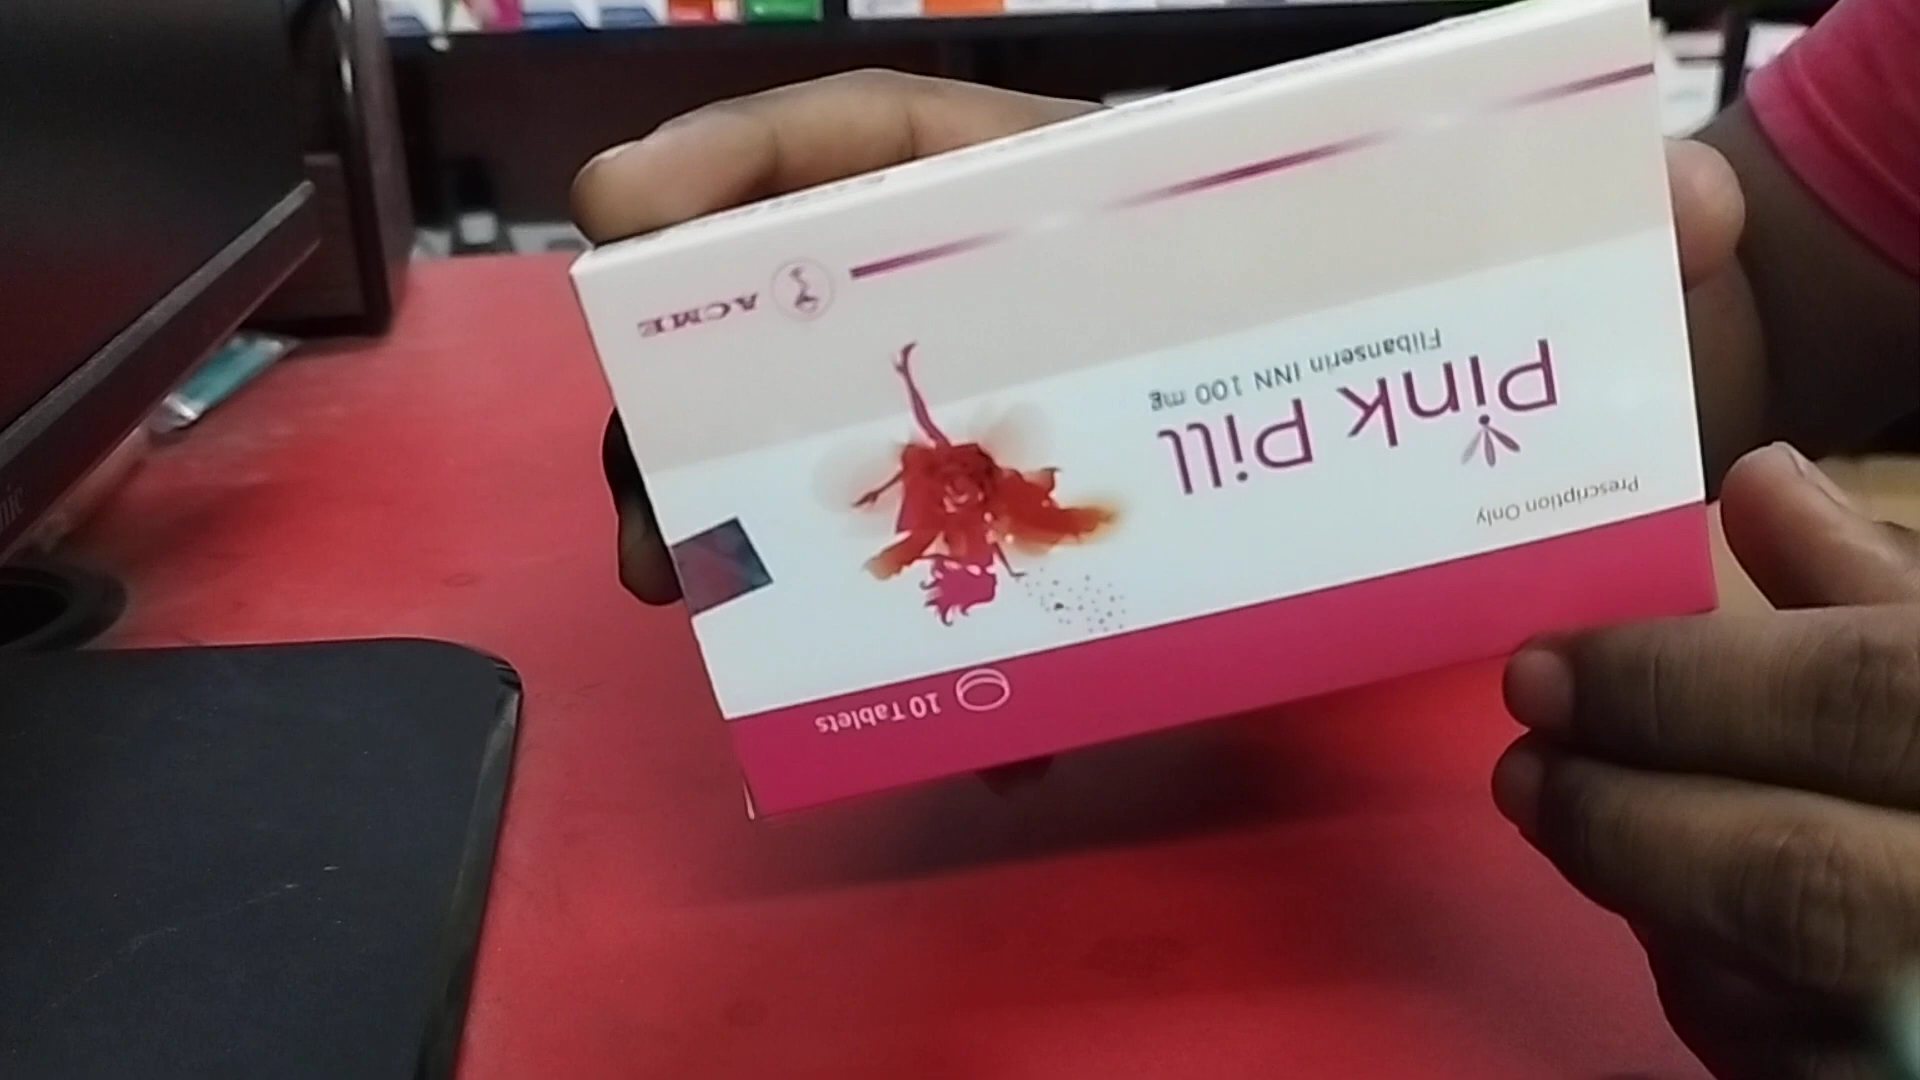 Prescription Only
Pink Pill
Flibanserin INN 100 mg
10 Tablets
ACME